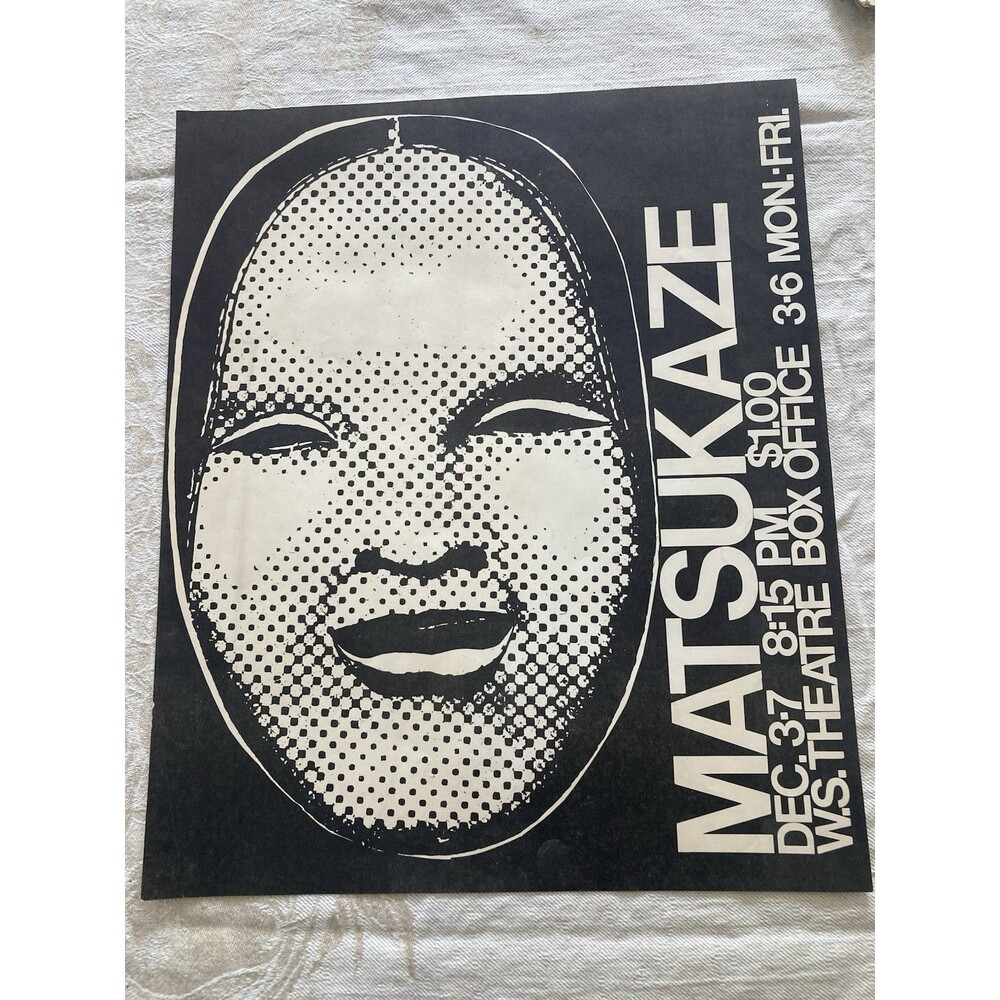 MATSUKAZE
DEC. 3-7 8:15 PM $1.00
W.S. THEATRE BOX OFFICE 3-6 MON.-FRI.